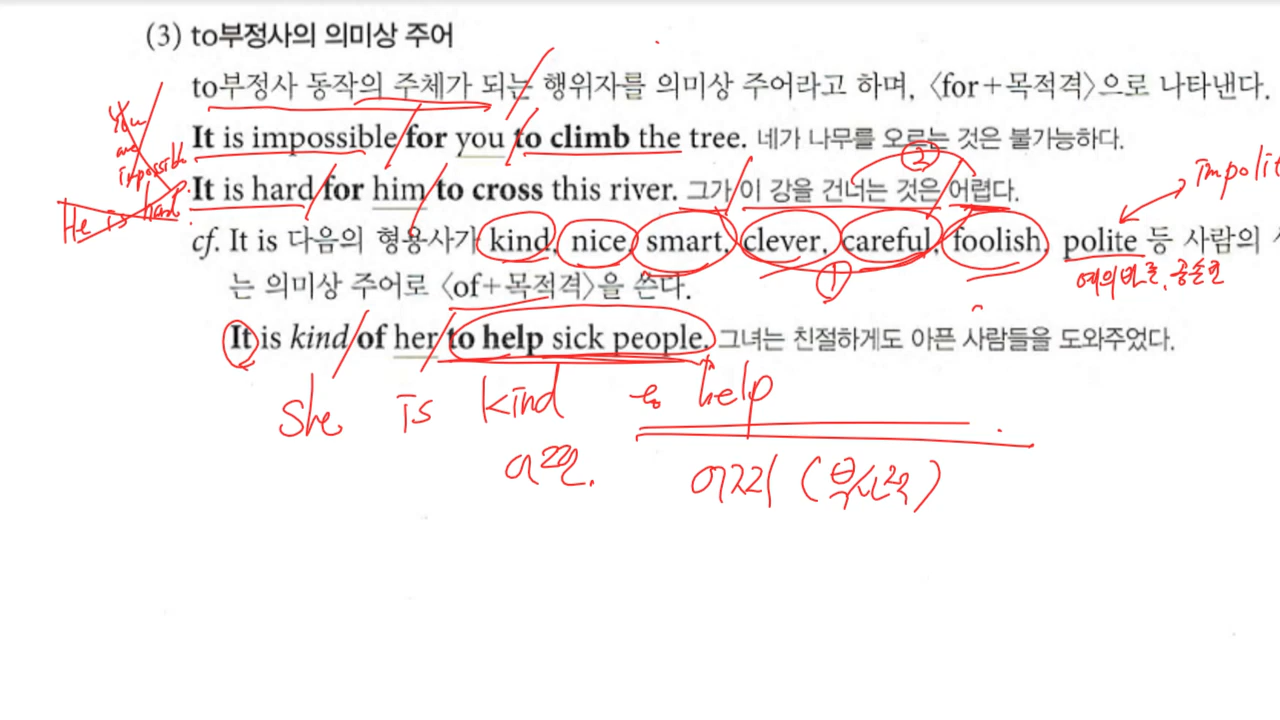 (3) to부정사의 의미상 주어
to부정사 동작의 주체가 되는 행위자를 의미상 주어라고 하며, 〈for+목적격〉으로 나타낸다.
You
are
impossible
It is impossible for you to climb the tree. 네가 나무를 오르는 것은 불가능하다.
②
impolit
It is hard for him to cross this river. 그가 이 강을 건너는 것은 어렵다.
He is hard
cf. It is 다음의 형용사가 kind, nice, smart, clever, careful, foolish, polite 등 사람의
①
예의바른, 공손한
는 의미상 주어로 〈of+목적격〉을 쓴다.
It is kind of her to help sick people. 그녀는 친절하게도 아픈 사람들을 도와주었다.
She is kind to help
어찌 (부사적)